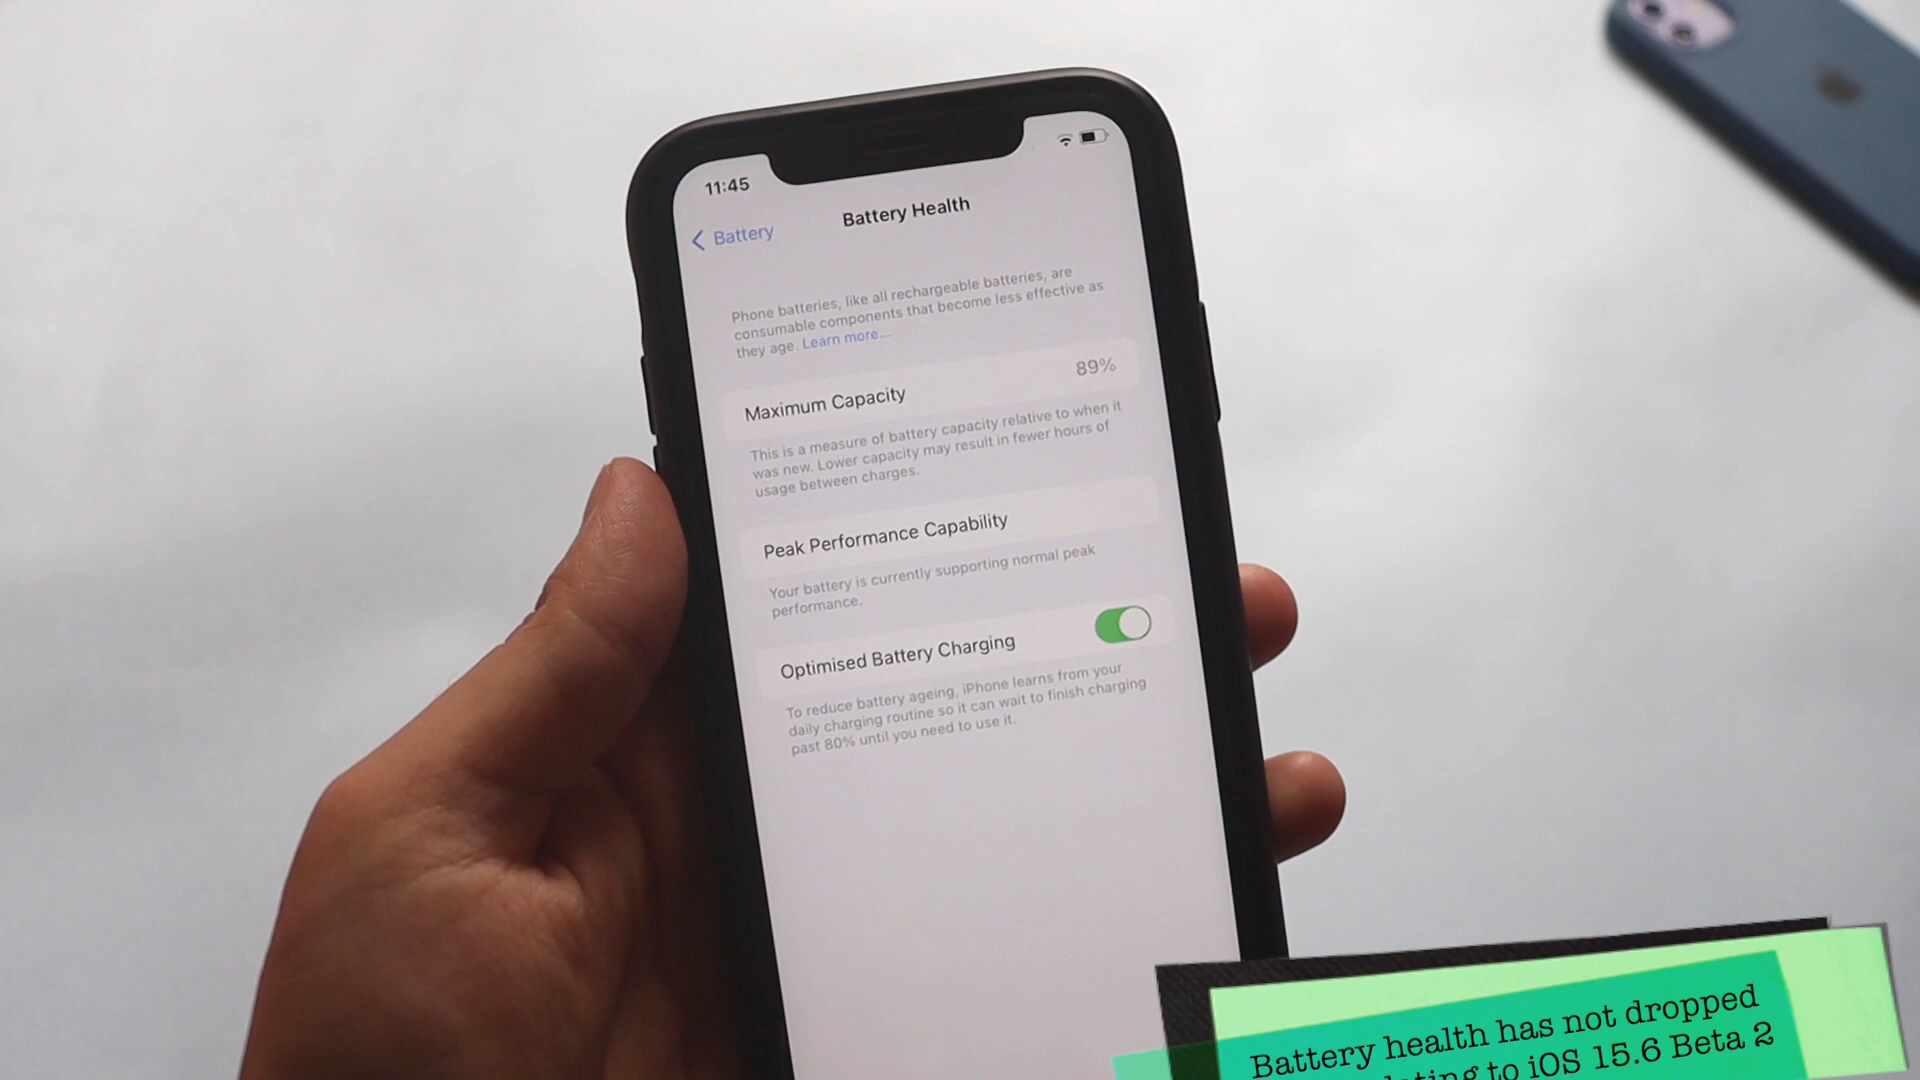 11:45
Battery
Battery Health
Phone batteries, like all rechargeable batteries, are
consumable components that become less effective as
they age. Learn more...
Maximum Capacity 89%
This is a measure of battery capacity relative to when it
was new. Lower capacity may result in fewer hours of
usage between charges.
Peak Performance Capability
Your battery is currently supporting normal peak
performance.
Optimised Battery Charging
To reduce battery ageing, iPhone learns from your
daily charging routine so it can wait to finish charging
past 80% until you need to use it.
Battery health has not dropped
to iOS 15.6 Beta 2